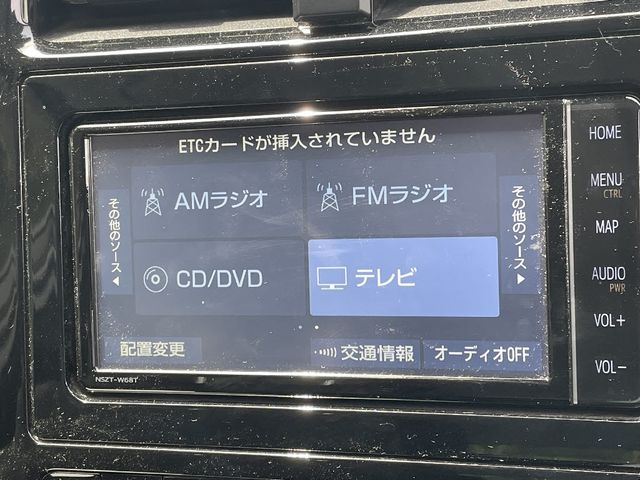 ETCカードが挿入されていません
AMラジオ
FMラジオ
その他のソース
その他のソース
CD/DVD
テレビ
配置変更
交通情報
オーディオOFF
NSZT-W68T
HOME
MENU
CTRL
MAP
AUDIO
PWR
VOL+
VOL-